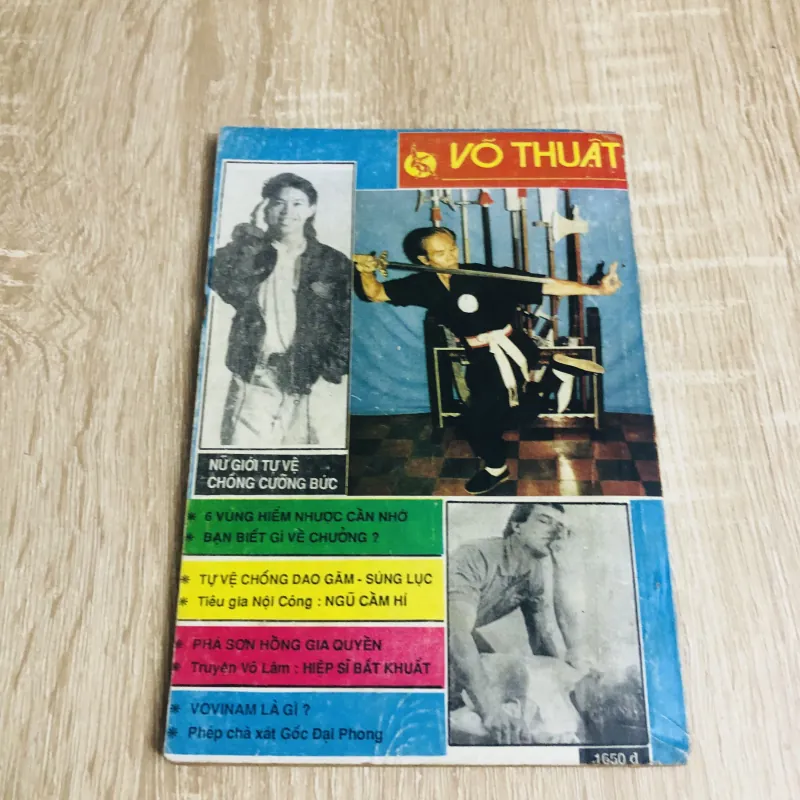 VÕ THUẬT
NỮ GIỚI TỰ VỆ
CHỐNG CƯỠNG BỨC
* 6 VÙNG HIỂM NHƯỢC CẦN NHỚ
* BẠN BIẾT GÌ VỀ CHƯỞNG ?
* TỰ VỆ CHỐNG DAO GĂM - SÚNG LỤC
* Tiêu gia Nội Công : NGŨ CẦM HÍ
* PHÁ SƠN HỒNG GIA QUYỀN
* Truyện Võ Lâm : HIỆP SĨ BẤT KHUẤT
* VOVINAM LÀ GÌ ?
* Phép chà xát Gốc Đại Phong
1650 đ